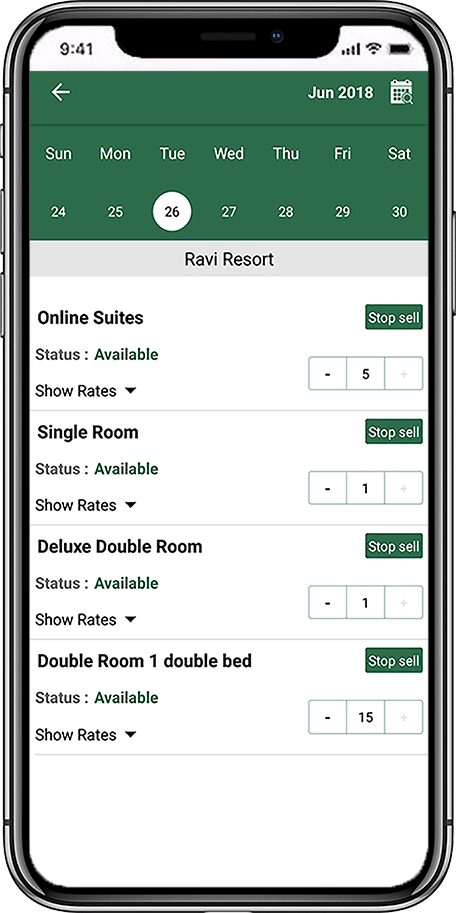 9:41
Jun 2018
Sun Mon Tue Wed Thu Fri Sat
24 25 26 27 28 29 30
Ravi Resort
Online Suites Stop sell
Status : Available
- 5 +
Show Rates
Single Room Stop sell
Status : Available
- 1 +
Show Rates
Deluxe Double Room Stop sell
Status : Available
- 1 +
Show Rates
Double Room 1 double bed Stop sell
Status : Available
- 15 +
Show Rates